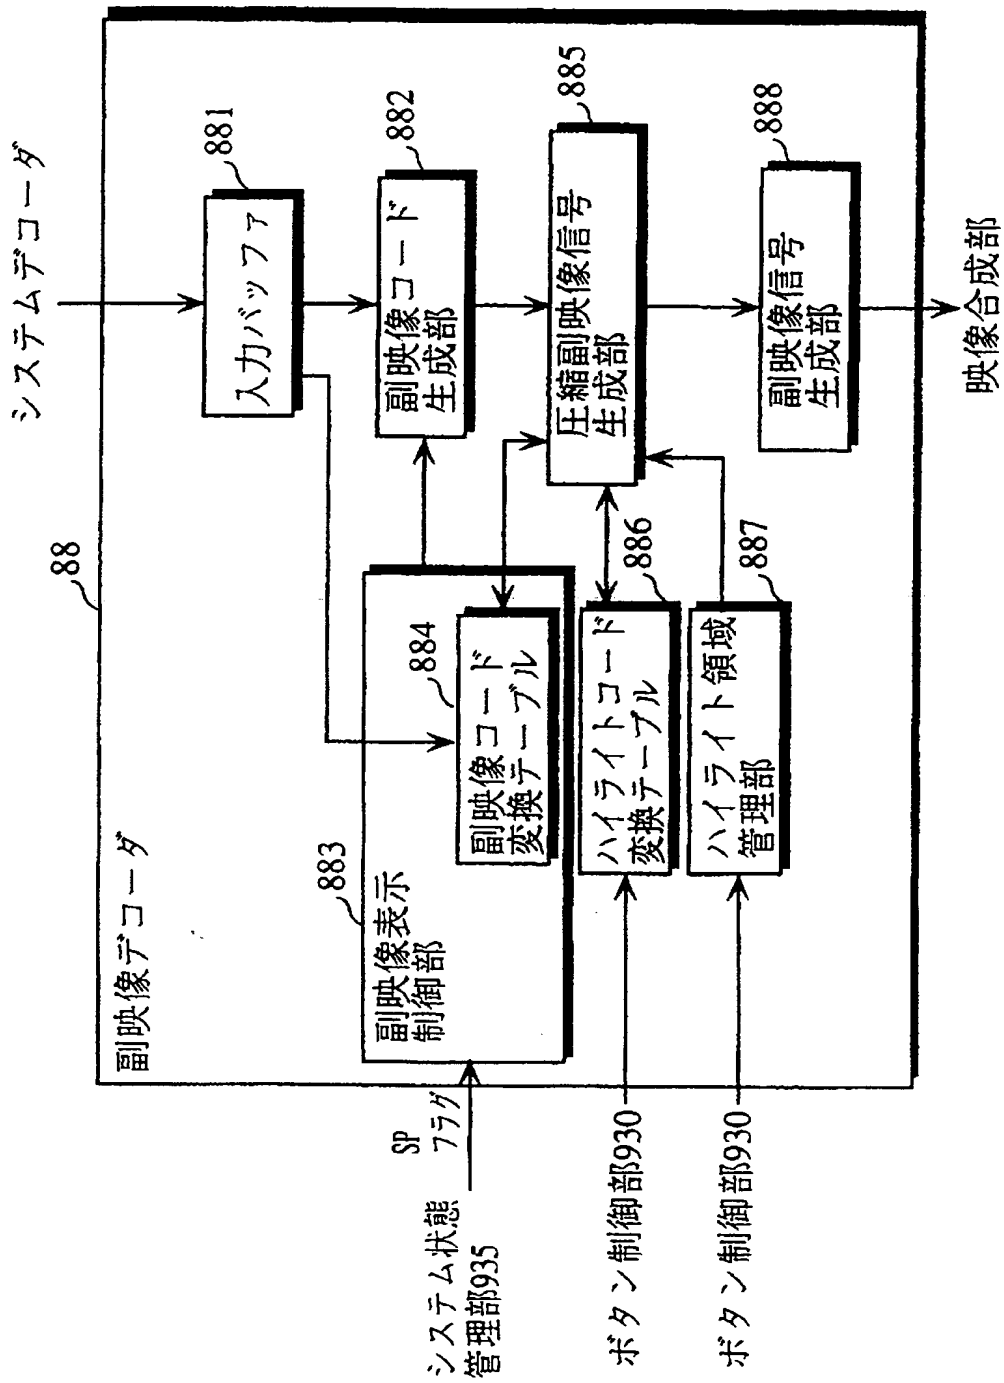 システムデコーダ
88
副映像デコーダ
881
入力バッファ
882
副映像コード
生成部
883
副映像表示
制御部
884
副映像コード
変換テーブル
885
圧縮副映像信号
生成部
886
ハイライトコード
変換テーブル
887
ハイライト領域
管理部
888
副映像信号
生成部
映像合成部
SP
フラグ
システム状態
管理部935
ボタン制御部930
ボタン制御部930